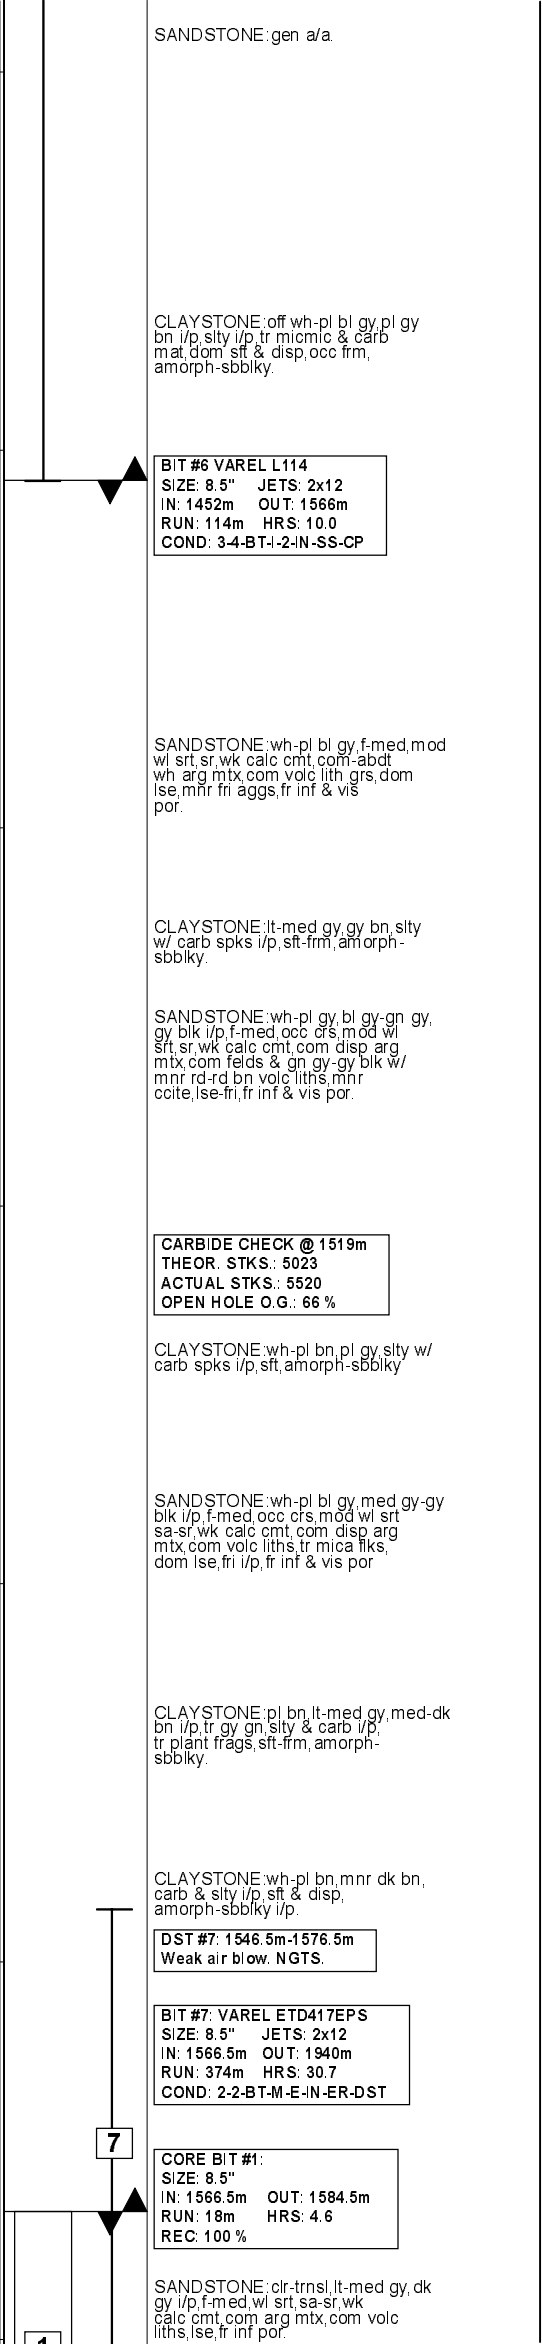 SANDSTONE:gen a/a.
CLAYSTONE:off wh-pl bl gy,pl gy
bn i/p,slty i/p,tr micmic & carb
mat,dom sft & disp,occ frm,
amorph-sbblky.
BIT #6 VAREL L114
SIZE: 8.5" JETS: 2x12
IN: 1452m OUT: 1566m
RUN: 114m HRS: 10.0
COND: 3-4-BT-I-2-IN-SS-CP
SANDSTONE:wh-pl bl gy,f-med,mod
wl srt,sr,wk calc cmt,com-abdt
wh arg mtx,com volc lith grs,dom
lse,mnr fri aggs,fr inf & vis
por.
CLAYSTONE:lt-med gy,gy bn,slty
w/ carb spks i/p,sft-frm,amorph-
sbblky.
SANDSTONE:wh-pl gy,bl gy-gn gy,
gy blk i/p,f-med,occ crs,mod wl
srt,sr,wk calc cmt,com disp arg
mtx,com felds & gn gy-gy blk w/
mnr rd-rd bn volc liths,mnr
ccite,lse-fri,fr inf & vis por.
CARBIDE CHECK @ 1519m
THEOR. STKS.: 5023
ACTUAL STKS.: 5520
OPEN HOLE O.G.: 66 %
CLAYSTONE:wh-pl bn,pl gy,slty w/
carb spks i/p,sft,amorph-sbblky
SANDSTONE:wh-pl bl gy,med gy-gy
blk i/p,f-med,occ crs,mod wl srt
sa-sr,wk calc cmt,com disp arg
mtx,com volc liths,tr mica flks,
dom lse,fri i/p,fr inf & vis por
CLAYSTONE:pl bn,lt-med gy,med-dk
bn i/p,tr gy gn,slty & carb i/p,
tr plant frags,sft-frm,amorph-
sbblky.
CLAYSTONE:wh-pl bn,mnr dk bn,
carb & slty i/p,sft & disp,
amorph-sbblky i/p.
DST #7: 1546.5m-1576.5m
Weak air blow. NGTS.
BIT #7: VAREL ETD417EPS
SIZE: 8.5" JETS: 2x12
IN: 1566.5m OUT: 1940m
RUN: 374m HRS: 30.7
COND: 2-2-BT-M-E-IN-ER-DST
7
CORE BIT #1:
SIZE: 8.5"
IN: 1566.5m OUT: 1584.5m
RUN: 18m HRS: 4.6
REC: 100 %
SANDSTONE:clr-trnsl,lt-med gy,dk
gy i/p,f-med,wl srt,sa-sr,wk
calc cmt,com arg mtx,com volc
liths,lse,fr inf por.
1